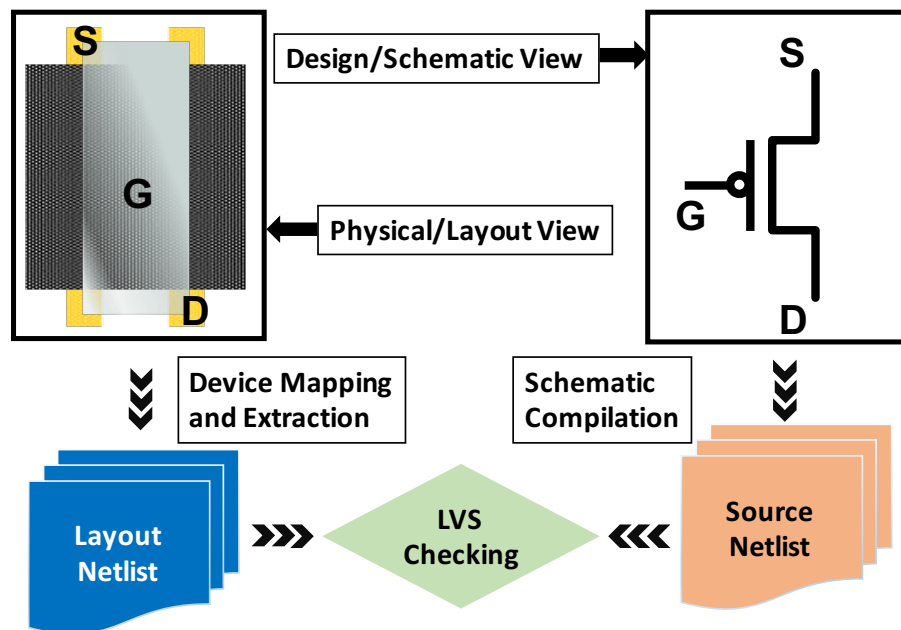 S
G
D
Design/Schematic View
Physical/Layout View
S
G
D
Device Mapping
and Extraction
Schematic
Compilation
Layout
Netlist
LVS
Checking
Source
Netlist